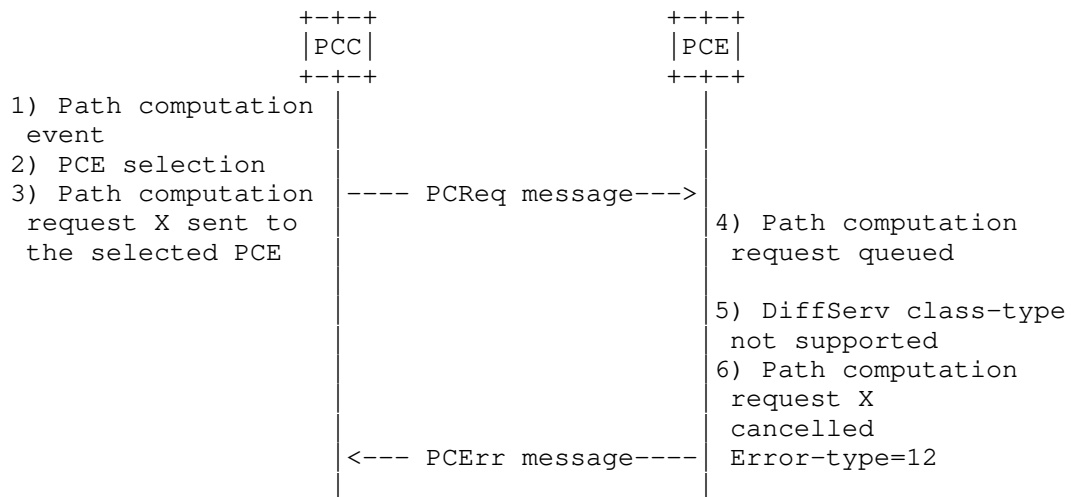 +-+-+                       +-+-+
|PCC|                       |PCE|
+-+-+                       +-+-+
1) Path computation
event
2) PCE selection
3) Path computation |---- PCReq message--->|
request X sent to |4) Path computation
the selected PCE | request queued
|5) DiffServ class-type
not supported
|6) Path computation
request X
cancelled
|<--- PCErr message----| Error-type=12